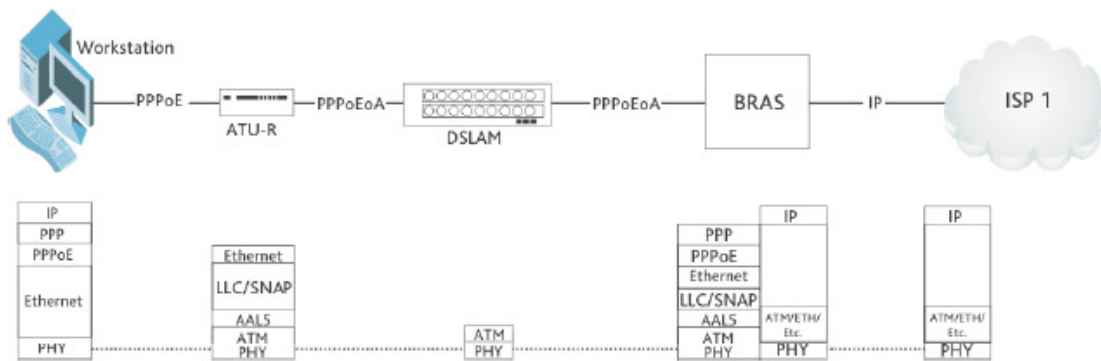 Workstation
PPPoE
ATU-R
PPPoEoA
DSLAM
PPPoEoA
BRAS
IP
ISP 1
IP
PPP
PPPoE
Ethernet
PHY
Ethernet
LLC/SNAP
AAL5
ATM
PHY
ATM
PHY
PPP
PPPoE
Ethernet
LLC/SNAP
AAL5
ATM
PHY
IP
ATM/ETH/
Etc.
PHY
IP
ATM/ETH/
Etc.
PHY